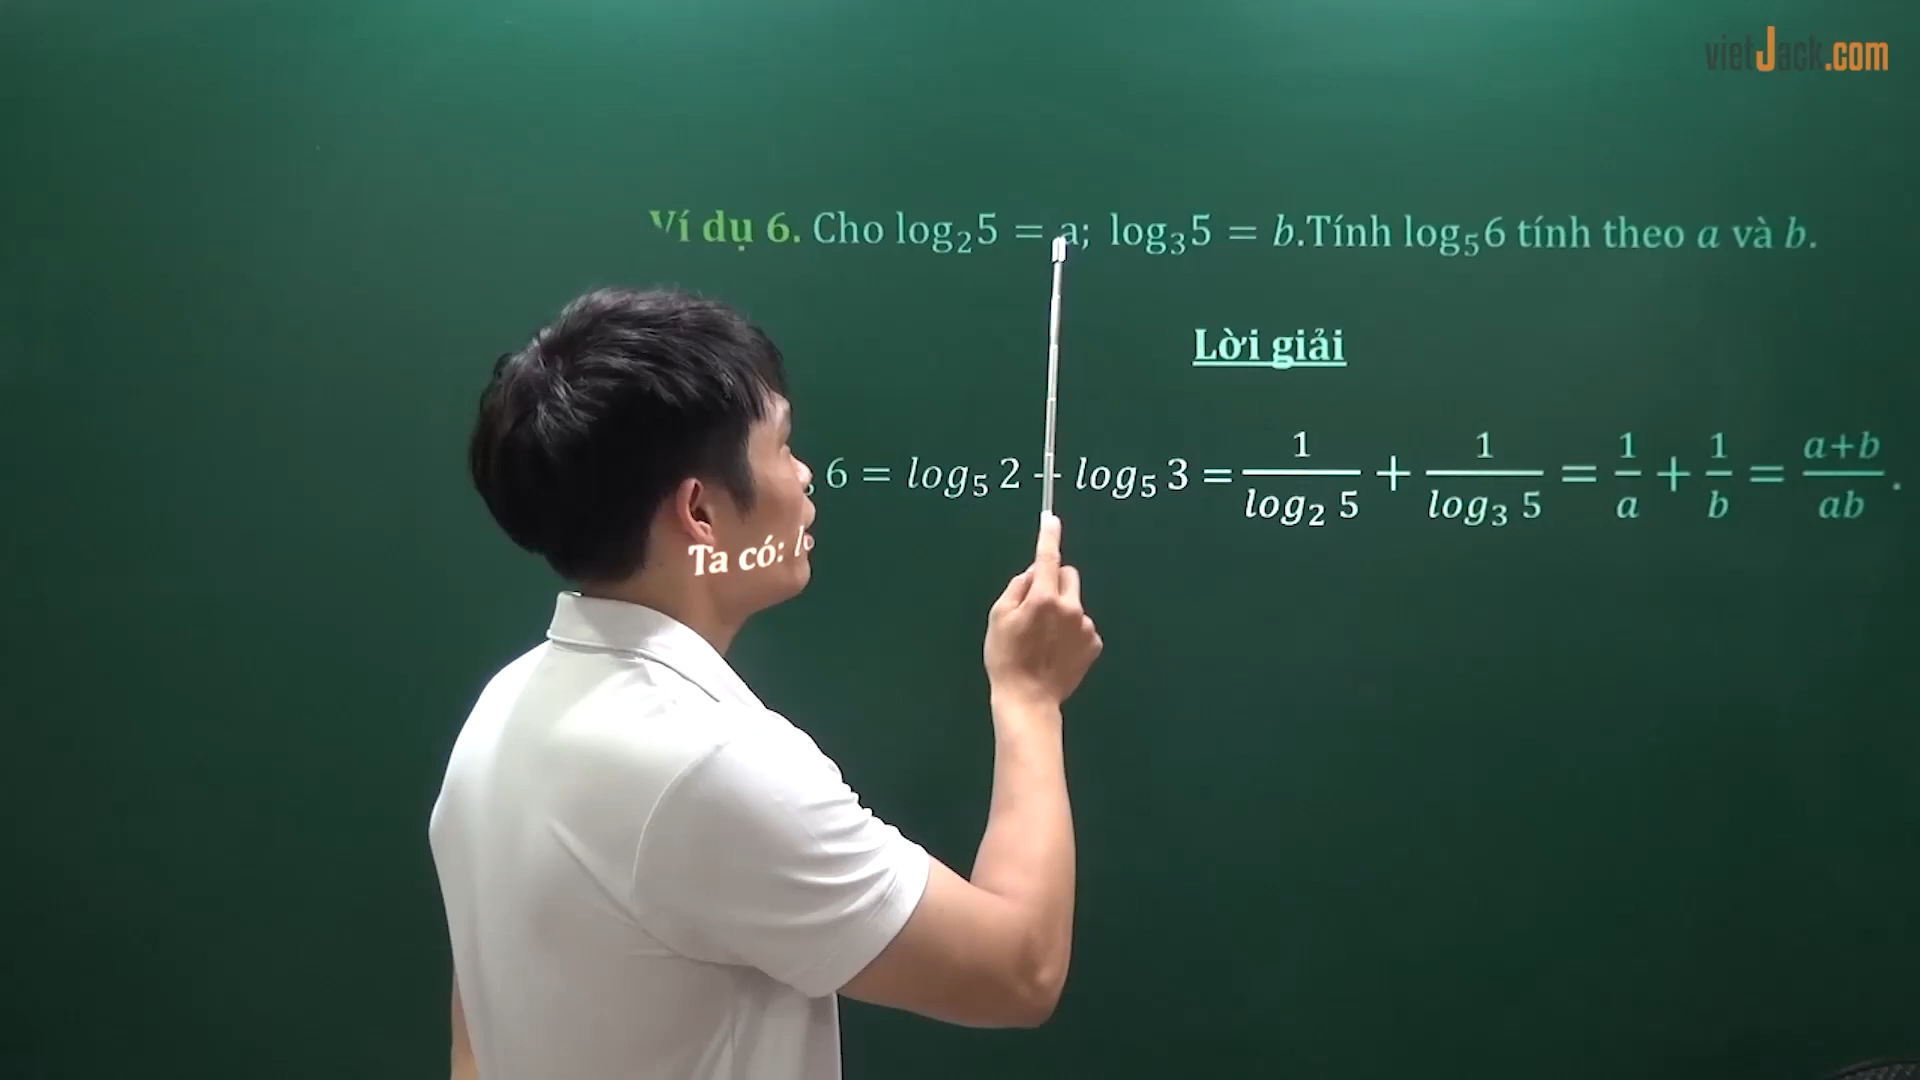 vietJack.com
Ví dụ 6. Cho log₂5 = a; log₃5 = b.Tính log₅6 tính theo a và b.
Lời giải
6 = log₅ 2 + log₅ 3 = 1/(log₂ 5) + 1/(log₃ 5) = 1/a + 1/b = (a+b)/(ab).
Ta có: